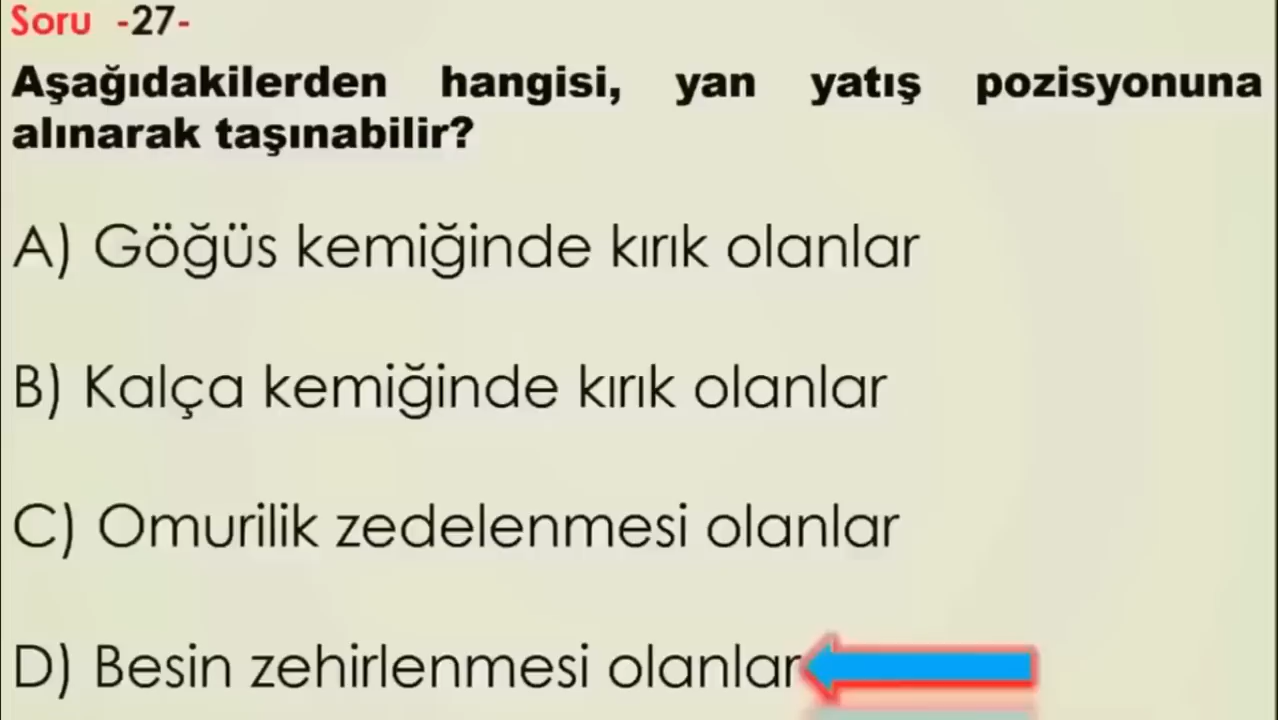 Soru -27-
Aşağıdakilerden hangisi, yan yatış pozisyonuna
alınarak taşınabilir?
A) Göğüs kemiğinde kırık olanlar
B) Kalça kemiğinde kırık olanlar
C) Omurilik zedelenmesi olanlar
D) Besin zehirlenmesi olanlar